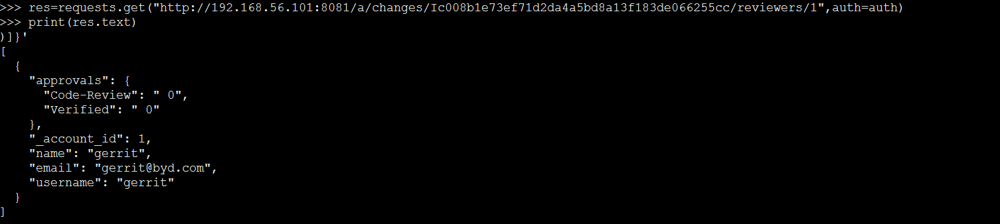 >>> res=requests.get("http://192.168.56.101:8081/a/changes/Ic008b1e73ef71d2da4a5bd8a13f183de066255cc/reviewers/1",auth=auth)
>>> print(res.text)
)]}'
[
  {
    "approvals": {
      "Code-Review": " 0",
      "Verified": " 0"
    },
    "_account_id": 1,
    "name": "gerrit",
    "email": "gerrit@byd.com",
    "username": "gerrit"
  }
]